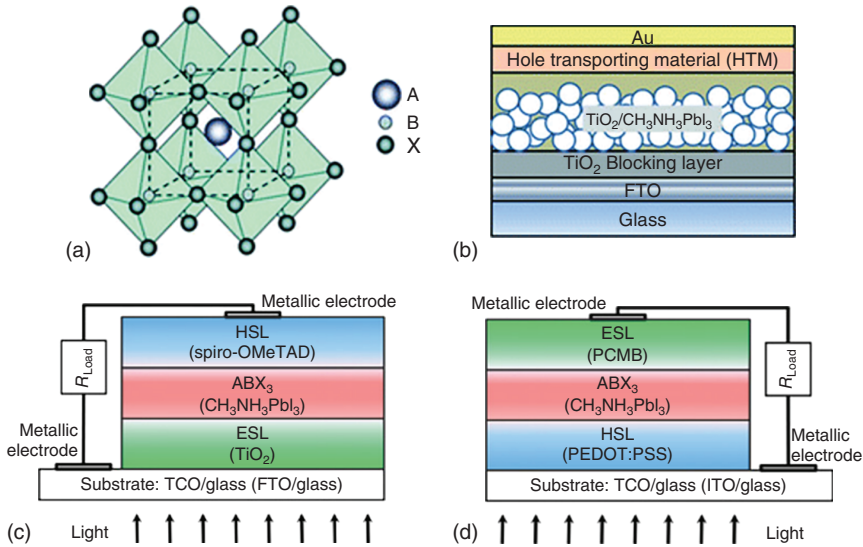 A
B
X
(a)
Au
Hole transporting material (HTM)
TiO₂/CH₃NH₃PbI₃
TiO₂ Blocking layer
FTO
Glass
(b)
Metallic electrode
HSL
(spiro-OMeTAD)
R_Load
ABX₃
(CH₃NH₃PbI₃)
Metallic
electrode
ESL
(TiO₂)
Substrate: TCO/glass (FTO/glass)
(c)
Light
Metallic electrode
ESL
(PCMB)
R_Load
ABX₃
(CH₃NH₃PbI₃)
HSL
(PEDOT:PSS)
Metallic
electrode
Substrate: TCO/glass (ITO/glass)
(d)
Light